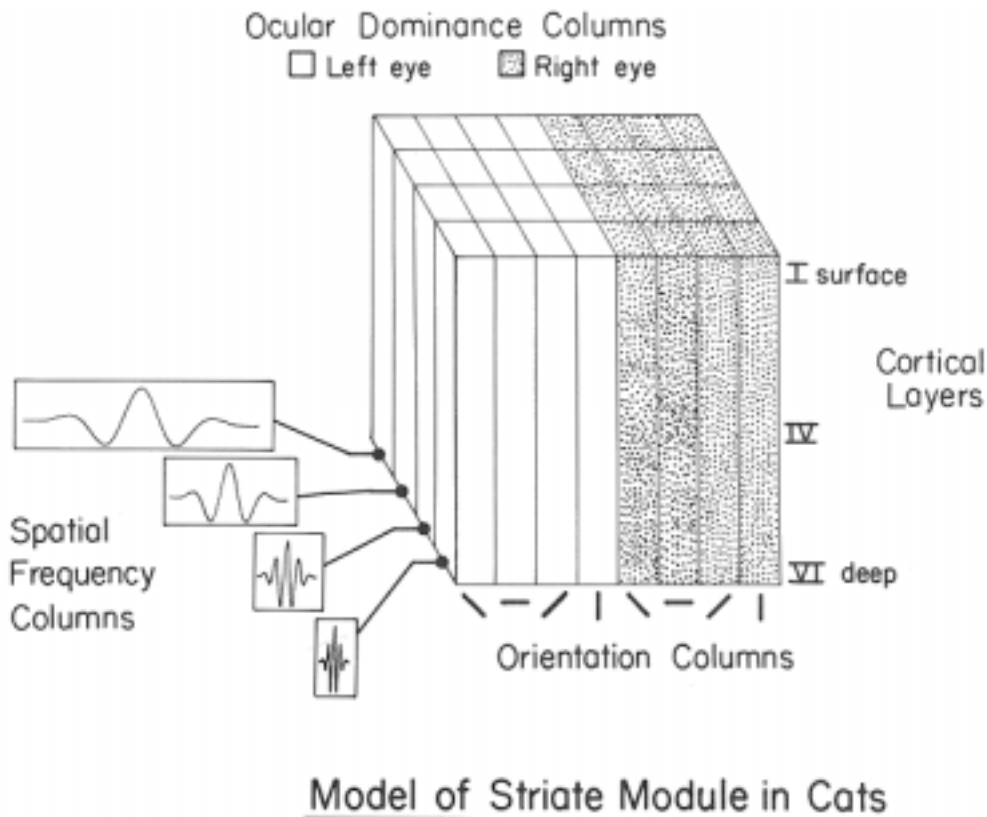 Ocular Dominance Columns
Left eye Right eye
I surface
Cortical
Layers
IV
Spatial
Frequency
Columns
VI deep
Orientation Columns
Model of Striate Module in Cats